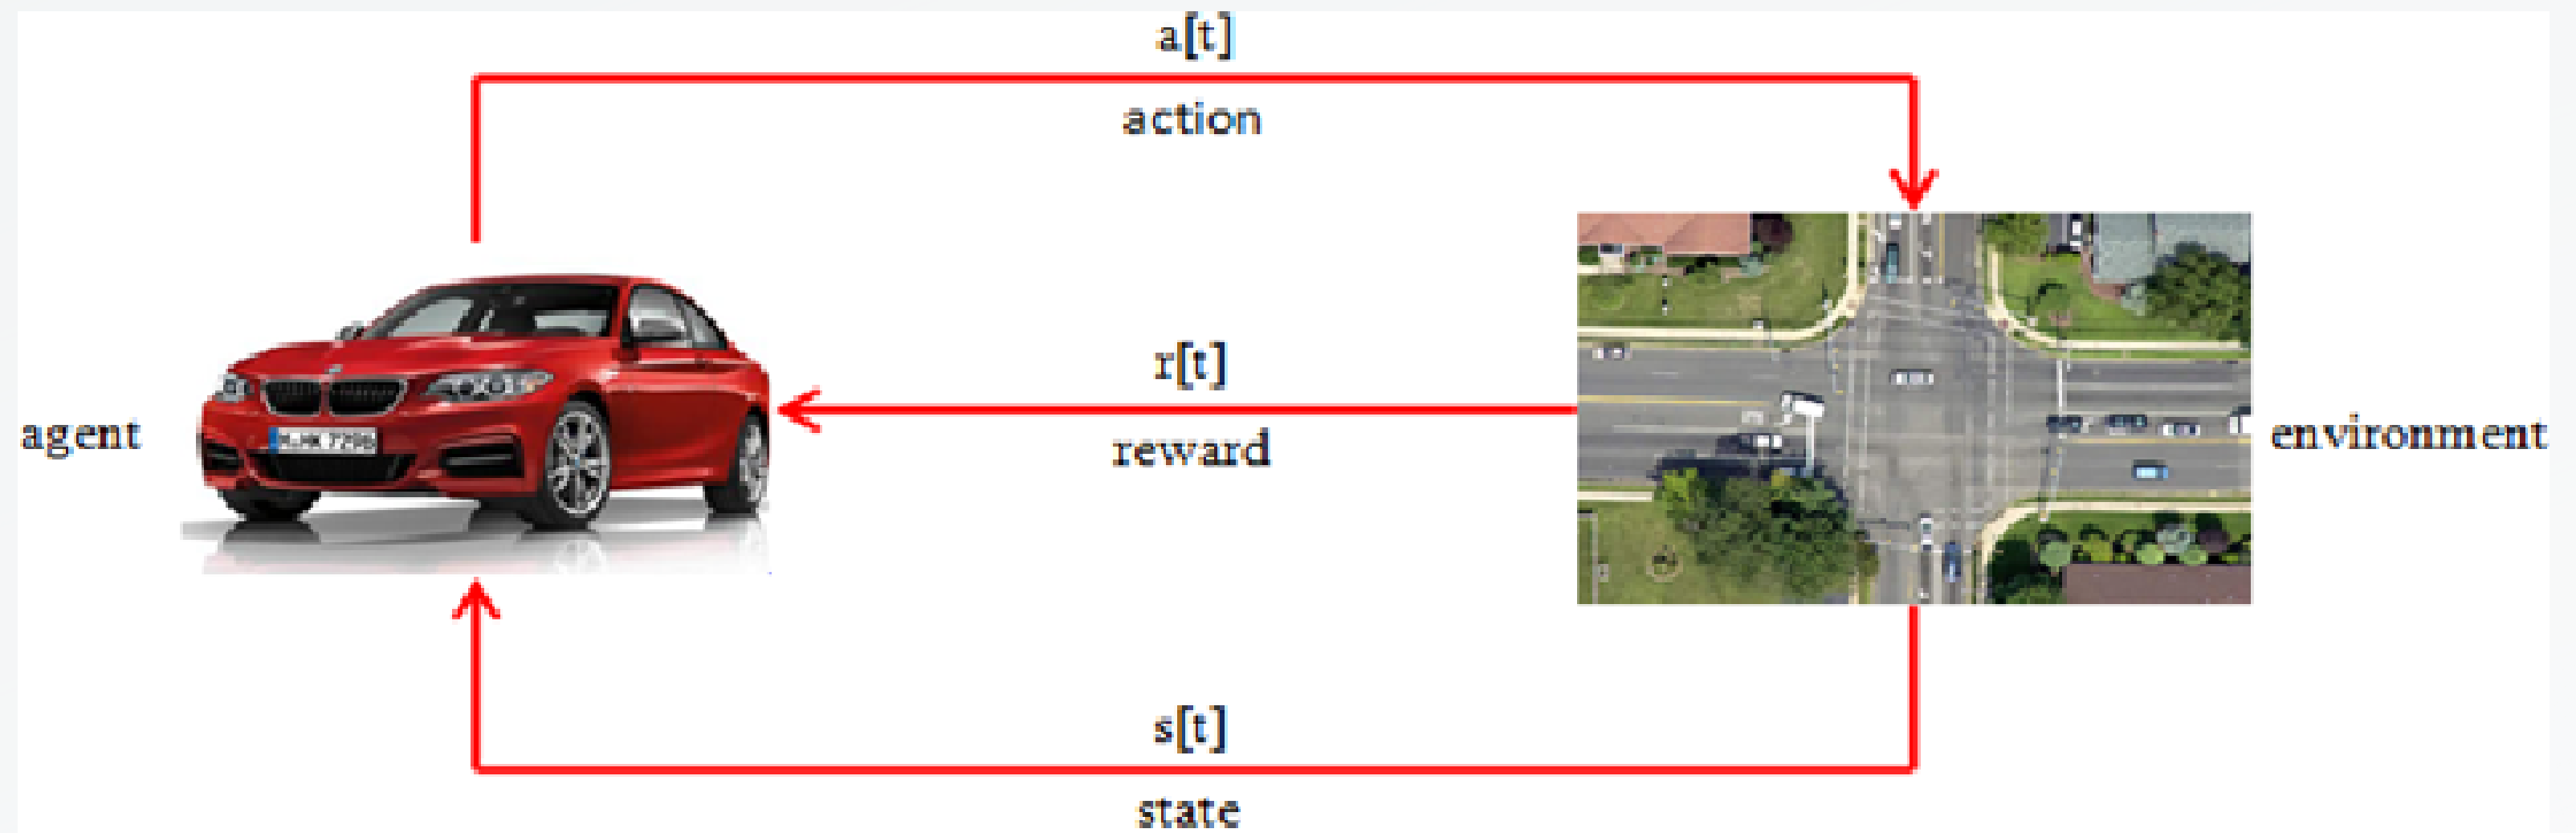 a[t]
action
r[t]
agent
reward
environment
s[t]
state